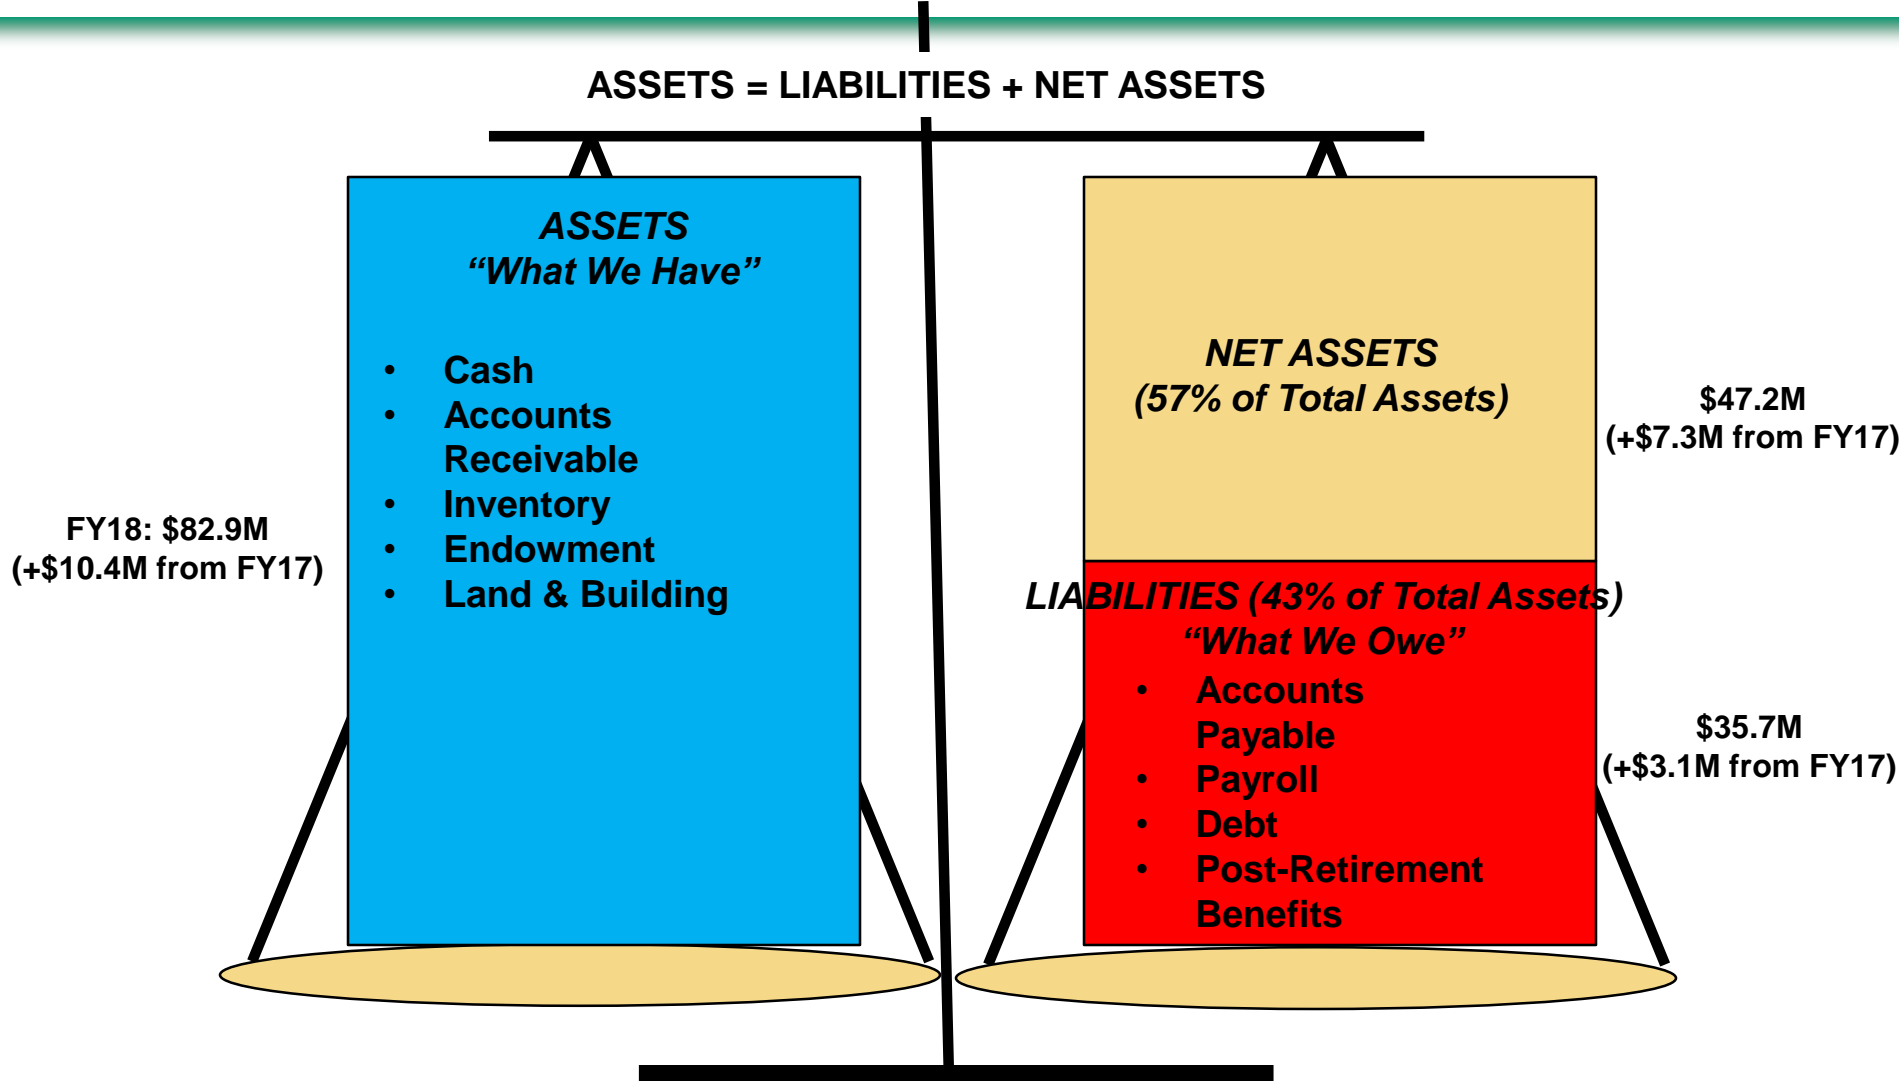 ASSETS = LIABILITIES + NET ASSETS
ASSETS
“What We Have”
• Cash
• Accounts
Receivable
• Inventory
• Endowment
• Land & Building
FY18: $82.9M
(+$10.4M from FY17)
NET ASSETS
(57% of Total Assets)
$47.2M
(+$7.3M from FY17)
LIABILITIES (43% of Total Assets)
“What We Owe”
• Accounts
Payable
• Payroll
• Debt
• Post-Retirement
Benefits
$35.7M
(+$3.1M from FY17)